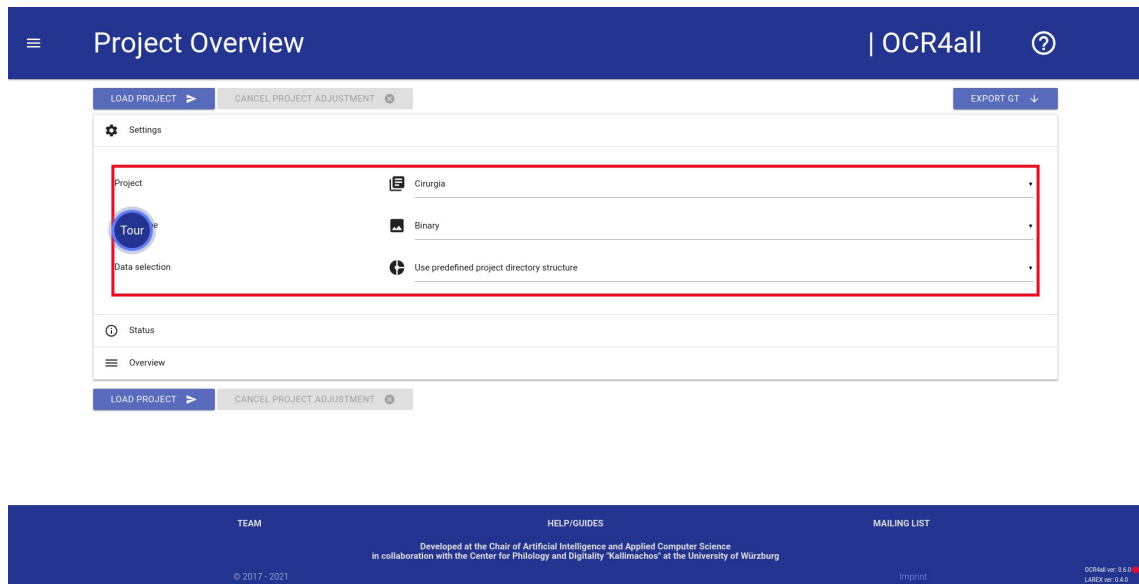 Project Overview | OCR4all
LOAD PROJECT CANCEL PROJECT ADJUSTMENT EXPORT GT
Settings
Project Cirurgia
Tour e Binary
Data selection Use predefined project directory structure
Status
Overview
LOAD PROJECT CANCEL PROJECT ADJUSTMENT
TEAM HELP/GUIDES MAILING LIST
Developed at the Chair of Artificial Intelligence and Applied Computer Science
in collaboration with the Center for Philology and Digitality "Kallimachos" at the University of Würzburg
© 2017 - 2021 Imprint
OCR4all ver: 0.6.0
LAREX ver: 0.4.0